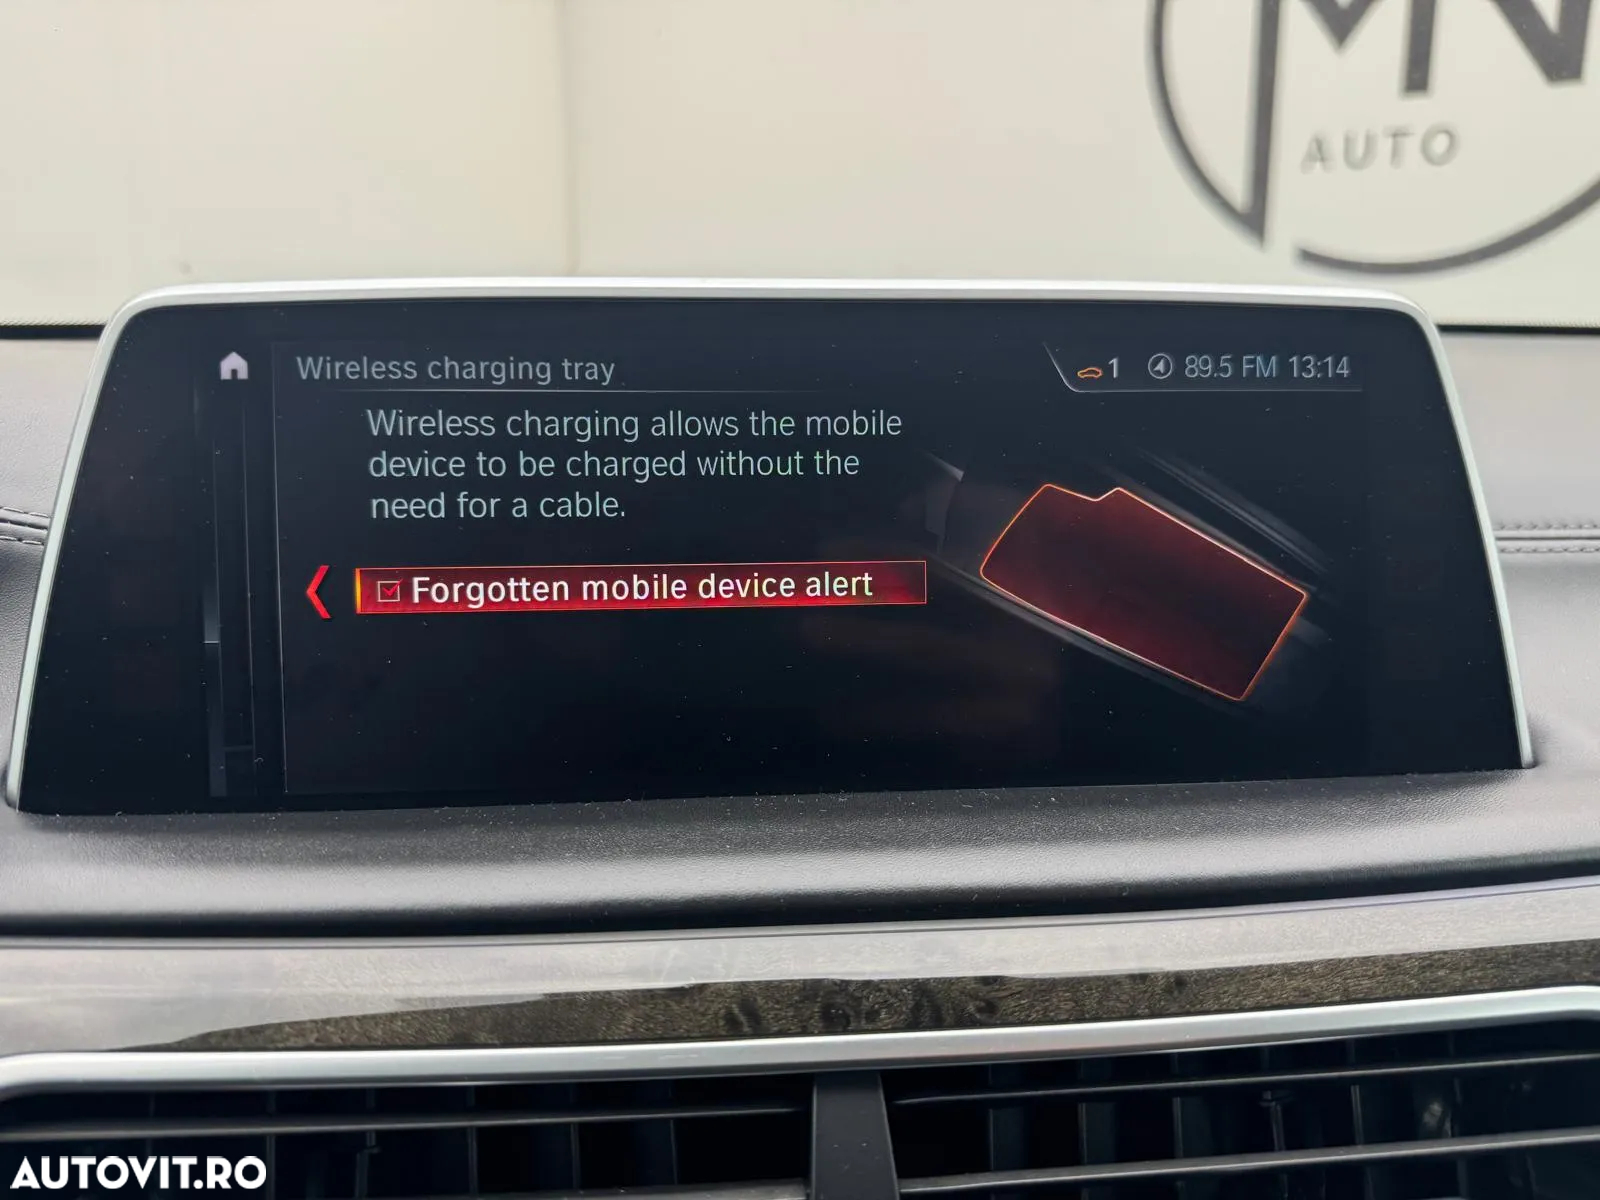 MN
AUTO
Wireless charging tray
1 89.5 FM 13:14
Wireless charging allows the mobile
device to be charged without the
need for a cable.
Forgotten mobile device alert
AUTOVIT.RO